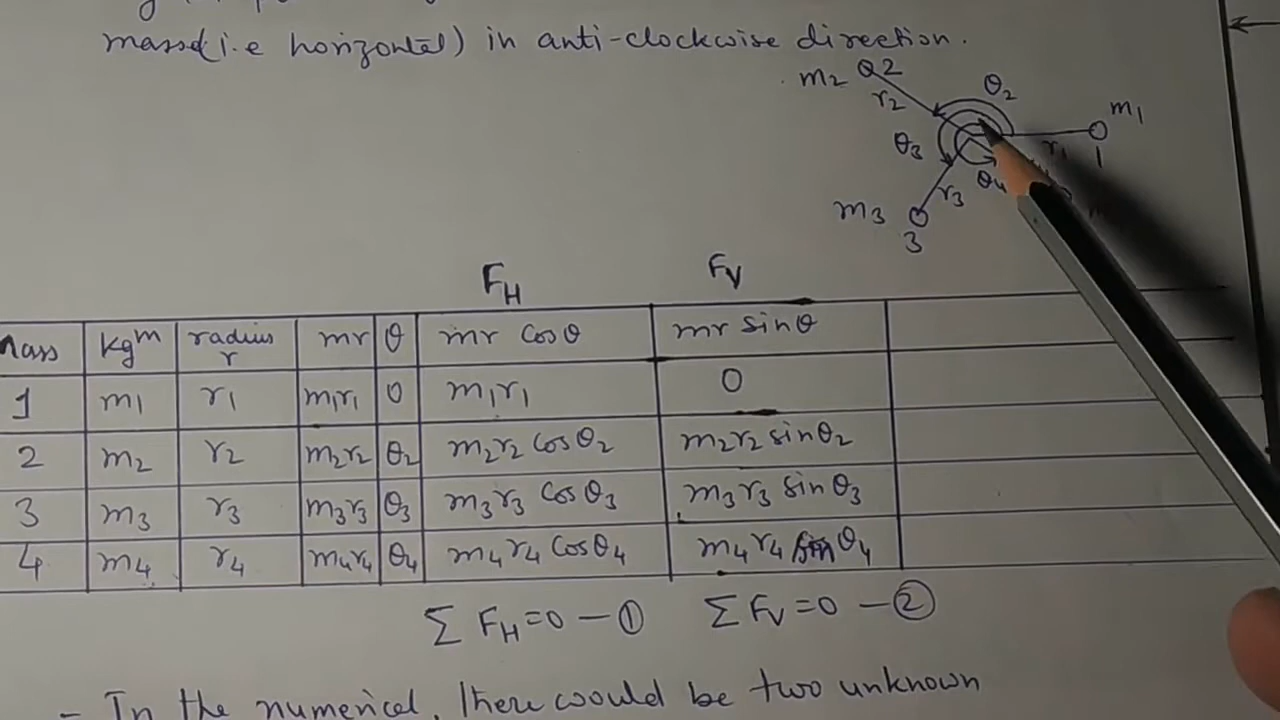 mass(i.e horizontal) in anti-clockwise direction.
m2 2 θ2
r2
m1
θ3 r1 1
θ4
m3 r3
3
FH FV
Mass kgm radius r mr θ mr cosθ mr sinθ
1 m1 r1 m1r1 0 m1r1 0
2 m2 r2 m2r2 θ2 m2r2 cosθ2 m2r2 sinθ2
3 m3 r3 m3r3 θ3 m3r3 cosθ3 m3r3 sinθ3
4 m4 r4 m4r4 θ4 m4r4 cosθ4 m4r4 sinθ4
Σ FH=0 -① Σ FV=0 -②
- In the numerical, there would be two unknown